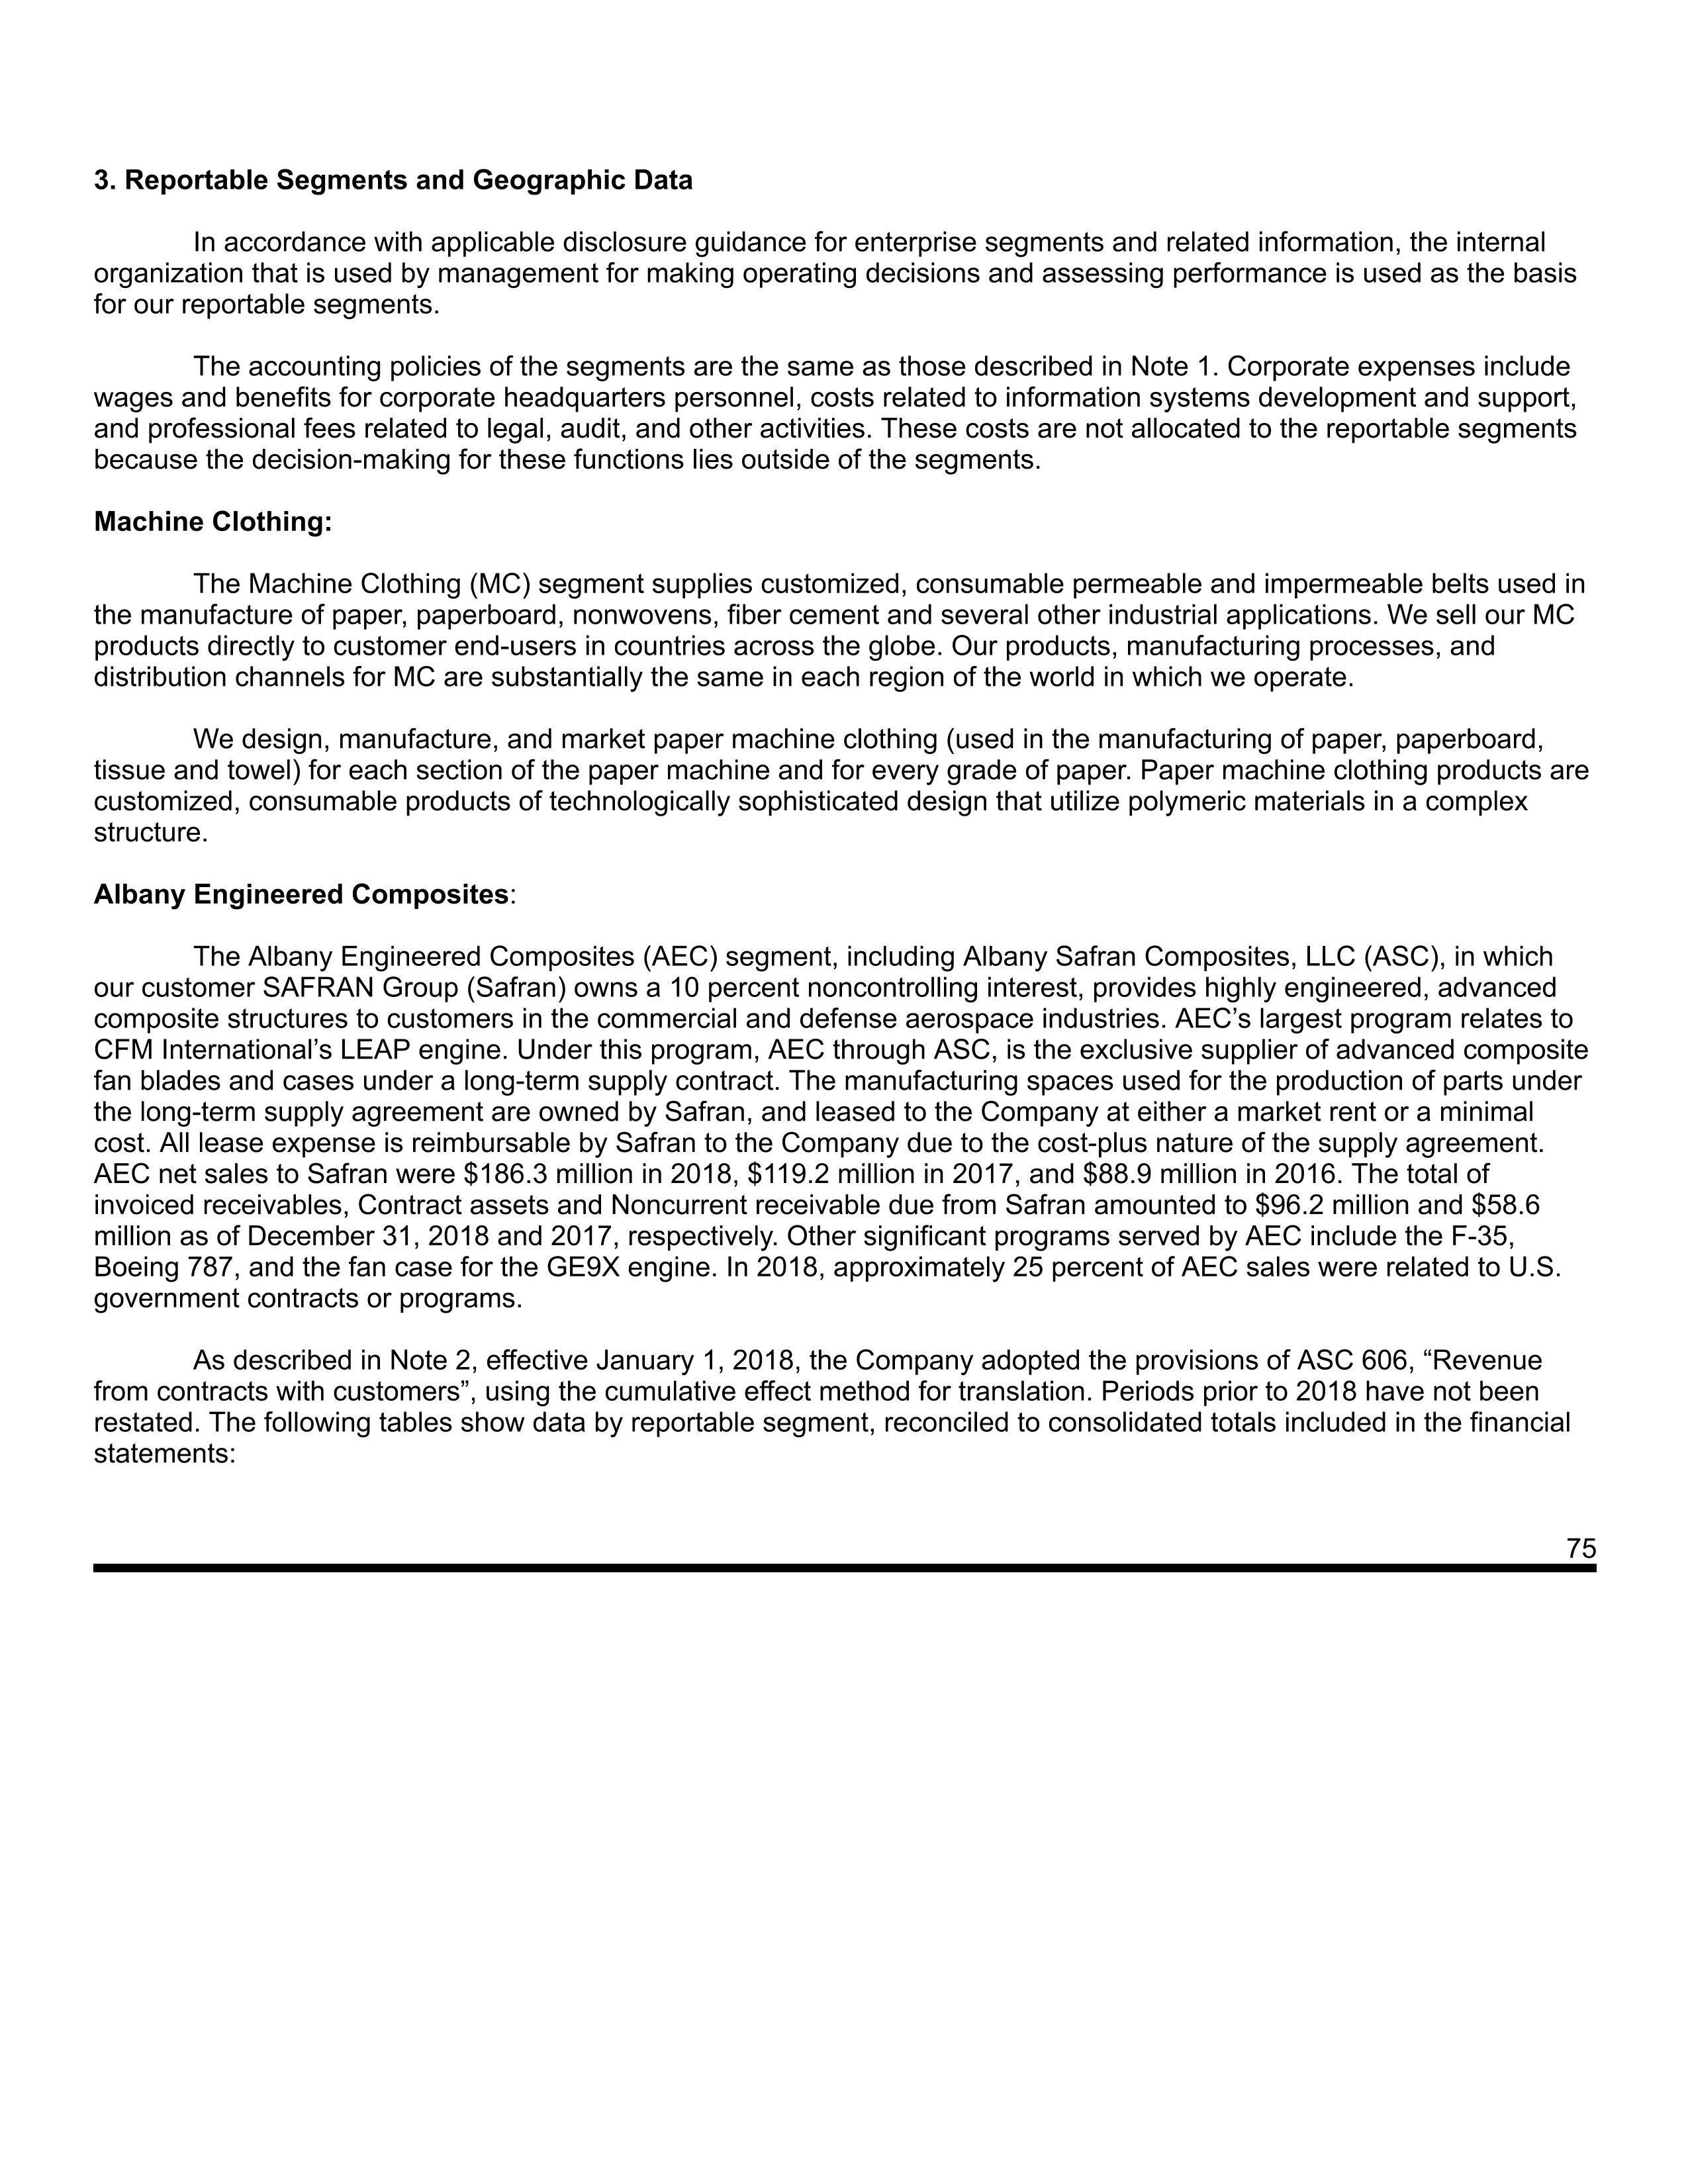 3. Reportable Segments and Geographic Data
In accordance with applicable disclosure guidance for enterprise segments and related information, the internal
organization that is used by management for making operating decisions and assessing performance is used as the basis
for our reportable segments.
The accounting policies of the segments are the same as those described in Note 1. Corporate expenses include
wages and benefits for corporate headquarters personnel, costs related to information systems development and support,
and professional fees related to legal, audit, and other activities. These costs are not allocated to the reportable segments
because the decision-making for these functions lies outside of the segments.
Machine Clothing:
The Machine Clothing (MC) segment supplies customized, consumable permeable and impermeable belts used in
the manufacture of paper, paperboard, nonwovens, fiber cement and several other industrial applications. We sell our MC
products directly to customer end-users in countries across the globe. Our products, manufacturing processes, and
distribution channels for MC are substantially the same in each region of the world in which we operate.
We design, manufacture, and market paper machine clothing (used in the manufacturing of paper, paperboard,
tissue and towel) for each section of the paper machine and for every grade of paper. Paper machine clothing products are
customized, consumable products of technologically sophisticated design that utilize polymeric materials in a complex
structure.
Albany Engineered Composites:
The Albany Engineered Composites (AEC) segment, including Albany Safran Composites, LLC (ASC), in which
our customer SAFRAN Group (Safran) owns a 10 percent noncontrolling interest, provides highly engineered, advanced
composite structures to customers in the commercial and defense aerospace industries. AEC’s largest program relates to
CFM International’s LEAP engine. Under this program, AEC through ASC, is the exclusive supplier of advanced composite
fan blades and cases under a long-term supply contract. The manufacturing spaces used for the production of parts under
the long-term supply agreement are owned by Safran, and leased to the Company at either a market rent or a minimal
cost. All lease expense is reimbursable by Safran to the Company due to the cost-plus nature of the supply agreement.
AEC net sales to Safran were $186.3 million in 2018, $119.2 million in 2017, and $88.9 million in 2016. The total of
invoiced receivables, Contract assets and Noncurrent receivable due from Safran amounted to $96.2 million and $58.6
million as of December 31, 2018 and 2017, respectively. Other significant programs served by AEC include the F-35,
Boeing 787, and the fan case for the GE9X engine. In 2018, approximately 25 percent of AEC sales were related to U.S.
government contracts or programs.
As described in Note 2, effective January 1, 2018, the Company adopted the provisions of ASC 606, “Revenue
from contracts with customers”, using the cumulative effect method for translation. Periods prior to 2018 have not been
restated. The following tables show data by reportable segment, reconciled to consolidated totals included in the financial
statements:
75